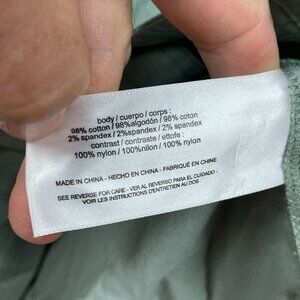 body / cuerpo / corps :
98% cotton / 98%algodón / 98% coton
2% spandex / 2%spandex / 2% spandex
contrast / contraste / ettofe :
100% nylon / 100%nilon / 100% nylon
MADE IN CHINA - HECHO EN CHINA - FABRIQUÉ EN CHINE
SEE REVERSE FOR CARE - VER AL REVERSO PARA EL CUIDADO -
VOIR LES INSTRUCTIONS D'ENTRETIEN AU DOS